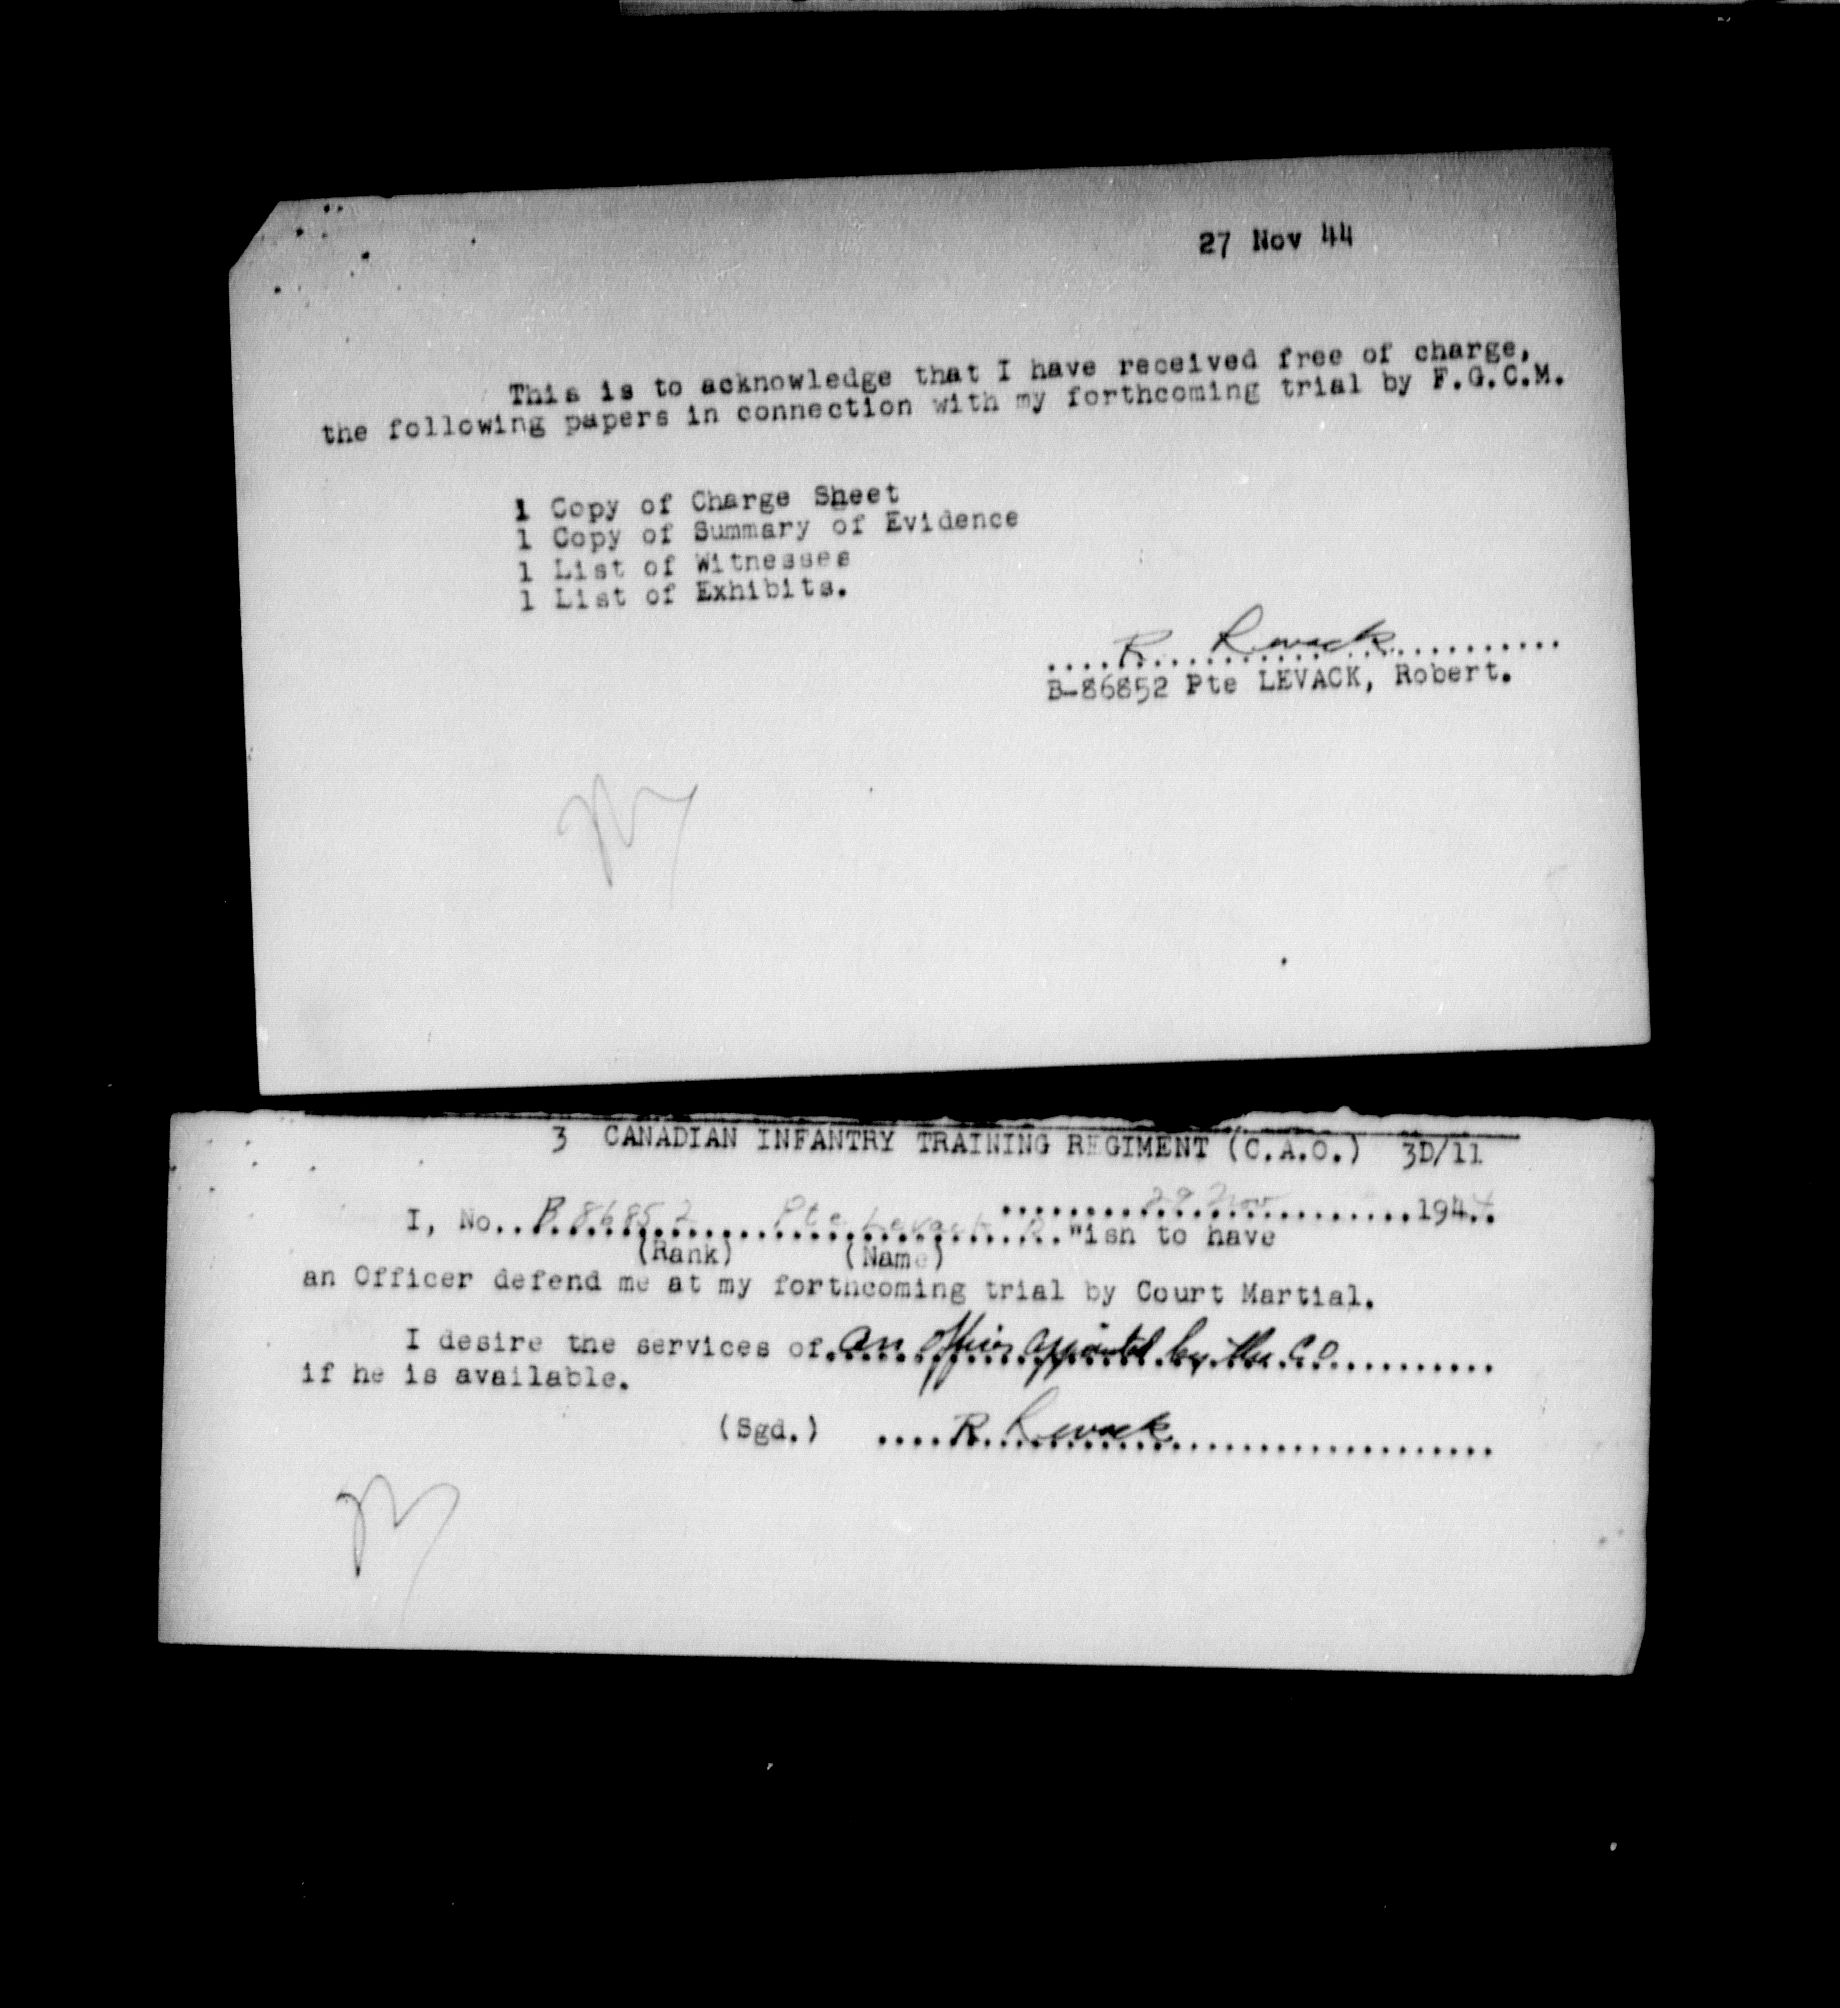 27 Nov 44
This is to acknowledge that I have received free of charge,
the following papers in connection with my forthcoming trial by F.G.C.M.
1 Copy of Charge Sheet
1 Copy of Summary of Evidence
1 List of Witnesses
1 List of Exhibits.
....R. Levack..........
B-86852 Pte LEVACK, Robert.
3 CANADIAN INFANTRY TRAINING REGIMENT (C.A.O.) 3D/11
Nov 1944.
I, No. B 86852 Pte Levack R. Wish to have
(Rank) (Name)
an Officer defend me at my forthcoming trial by Court Martial.
I desire the services of an officer appointed by the C.O.
if he is available.
(Sgd.) ....R. Levack..........